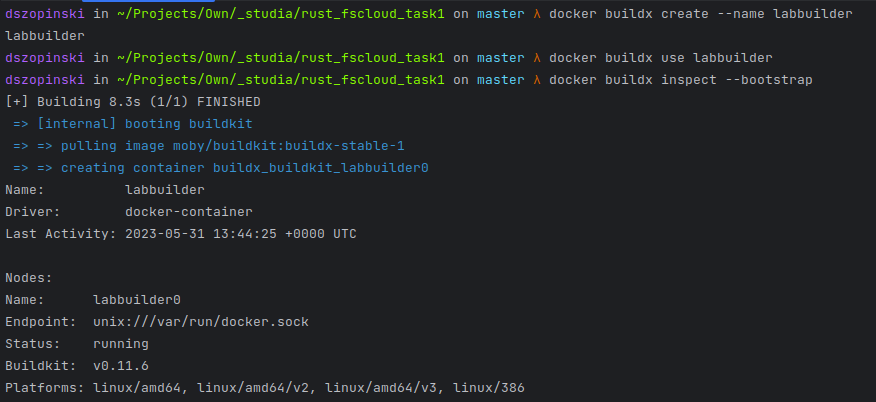 dszopinski in ~/Projects/Own/_studia/rust_fscloud_task1 on master λ docker buildx create --name labbuilder
labbuilder
dszopinski in ~/Projects/Own/_studia/rust_fscloud_task1 on master λ docker buildx use labbuilder
dszopinski in ~/Projects/Own/_studia/rust_fscloud_task1 on master λ docker buildx inspect --bootstrap
[+] Building 8.3s (1/1) FINISHED
 => [internal] booting buildkit
 => => pulling image moby/buildkit:buildx-stable-1
 => => creating container buildx_buildkit_labbuilder0
Name:          labbuilder
Driver:        docker-container
Last Activity: 2023-05-31 13:44:25 +0000 UTC
Nodes:
Name:      labbuilder0
Endpoint:  unix:///var/run/docker.sock
Status:    running
Buildkit:  v0.11.6
Platforms: linux/amd64, linux/amd64/v2, linux/amd64/v3, linux/386